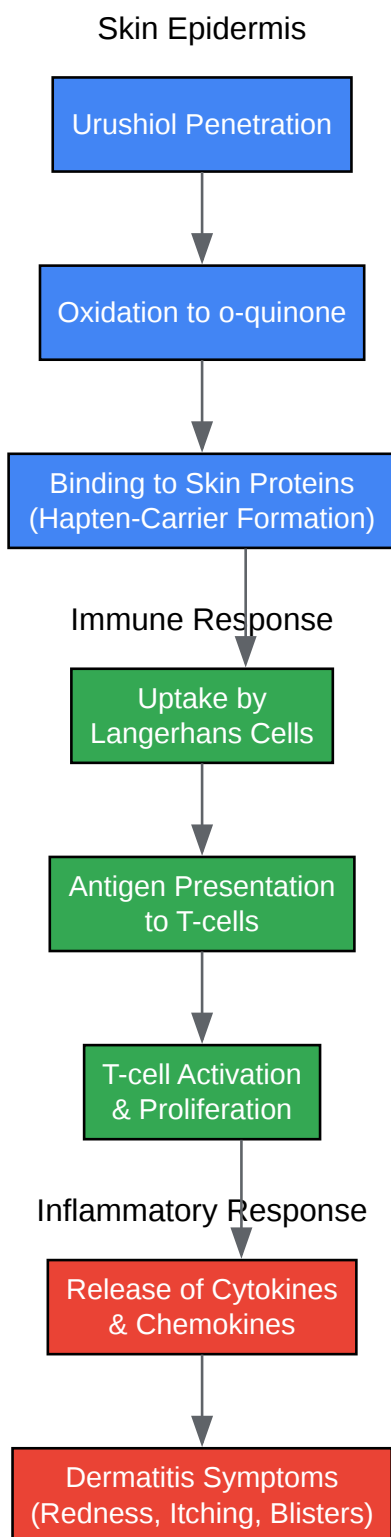 Skin Epidermis
Urushiol Penetration
Oxidation to o-quinone
Binding to Skin Proteins
(Hapten-Carrier Formation)
Immune Response
Uptake by
Langerhans Cells
Antigen Presentation
to T-cells
T-cell Activation
& Proliferation
Inflammatory Response
Release of Cytokines
& Chemokines
Dermatitis Symptoms
(Redness, Itching, Blisters)